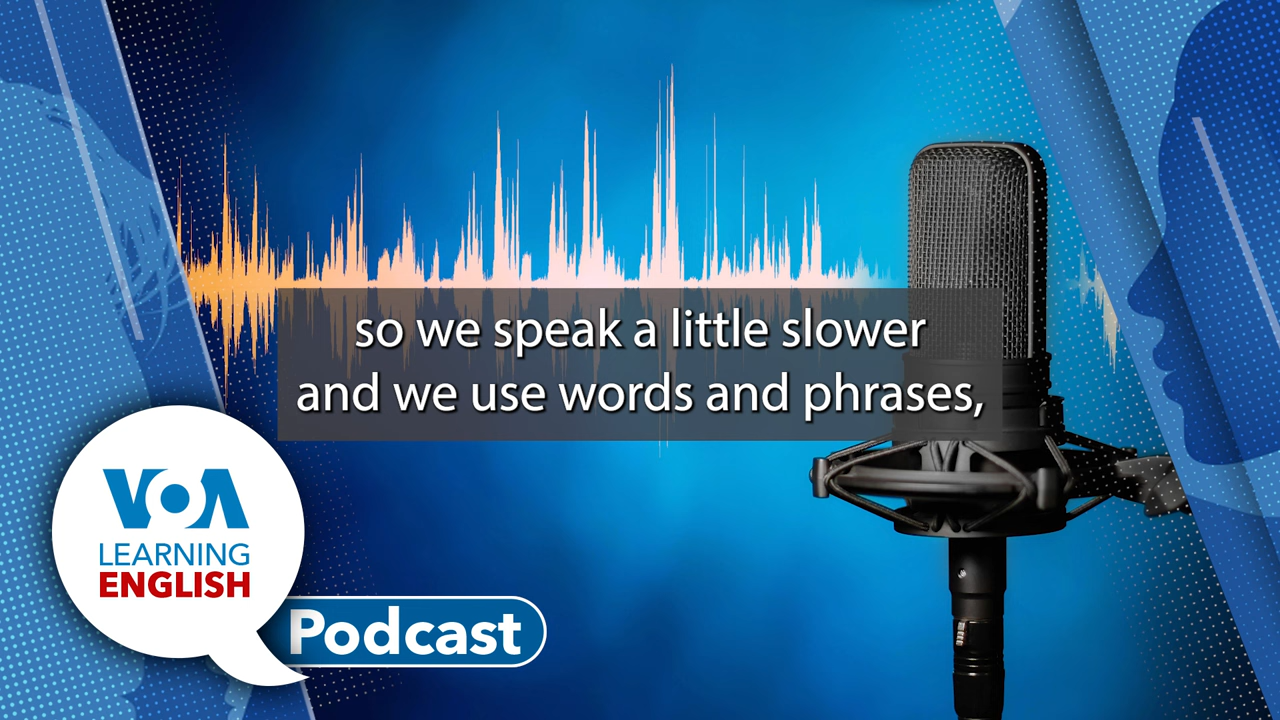 so we speak a little slower
and we use words and phrases,
VOA
LEARNING
ENGLISH
Podcast